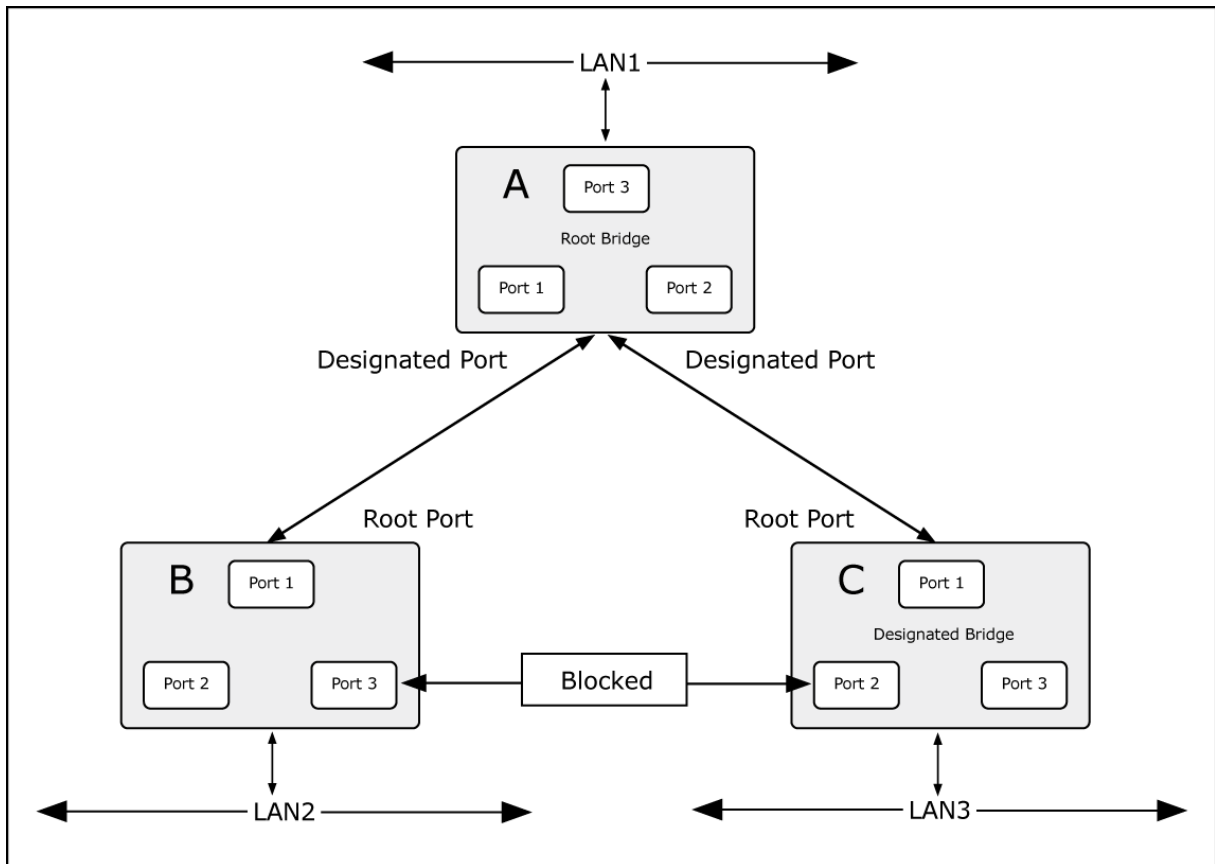 LAN1
A
Port 3
Root Bridge
Port 1
Port 2
Designated Port
Designated Port
Root Port
Root Port
B
Port 1
Port 2
Port 3
Blocked
C
Port 1
Designated Bridge
Port 2
Port 3
LAN2
LAN3